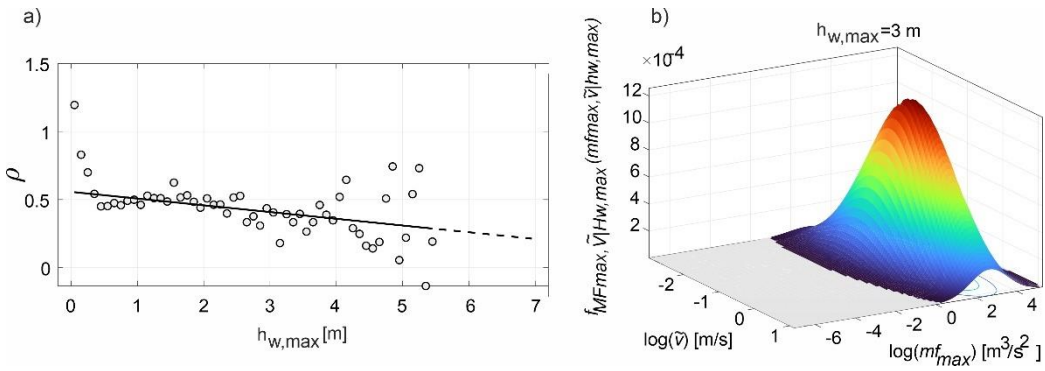 a)
1.5
1
0.5
0
ρ
0 1 2 3 4 5 6 7
h_w,max [m]
b)
h_w,max=3 m
×10^-4
12
10
8
6
4
2
f_MFmax,ṽ|Hw,max (mfmax,ṽ|hw,max)
-2 -1 0 1
log(ṽ) [m/s]
-6 -4 -2 0 2 4
log(mf_max) [m^3/s^2]